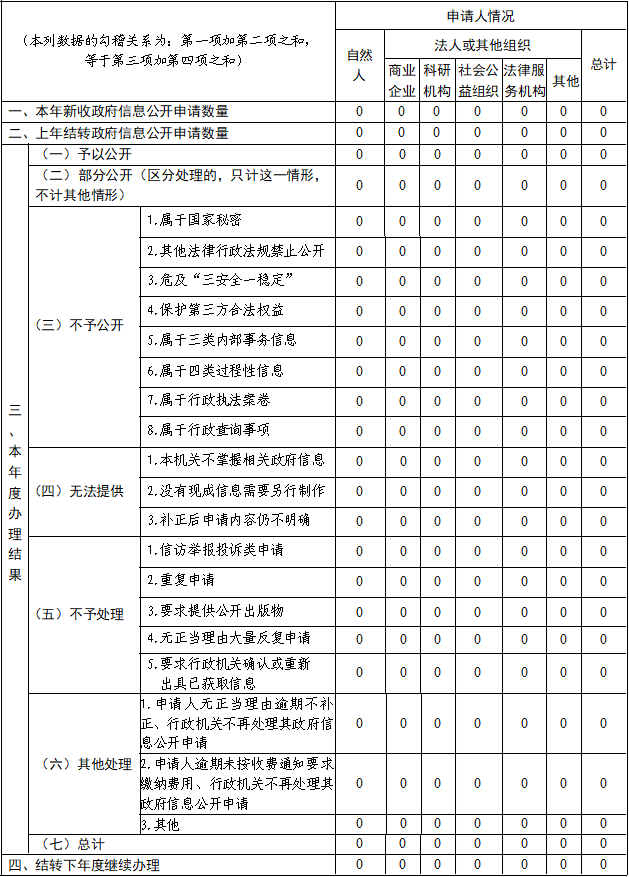 （本列数据的勾稽关系为：第一项加第二项之和，
等于第三项加第四项之和）
申请人情况
自然
人
法人或其他组织
总计
商业
企业
科研
机构
社会公
益组织
法律服
务机构
其他
一、本年新收政府信息公开申请数量 0 0 0 0 0 0 0
二、上年结转政府信息公开申请数量 0 0 0 0 0 0 0
三、本年度办理结果
（一）予以公开 0 0 0 0 0 0 0
（二）部分公开（区分处理的，只计这一情形，
不计其他情形） 0 0 0 0 0 0 0
（三）不予公开
1.属于国家秘密 0 0 0 0 0 0 0
2.其他法律行政法规禁止公开 0 0 0 0 0 0 0
3.危及“三安全一稳定” 0 0 0 0 0 0 0
4.保护第三方合法权益 0 0 0 0 0 0 0
5.属于三类内部事务信息 0 0 0 0 0 0 0
6.属于四类过程性信息 0 0 0 0 0 0 0
7.属于行政执法案卷 0 0 0 0 0 0 0
8.属于行政查询事项 0 0 0 0 0 0 0
（四）无法提供
1.本机关不掌握相关政府信息 0 0 0 0 0 0 0
2.没有现成信息需要另行制作 0 0 0 0 0 0 0
3.补正后申请内容仍不明确 0 0 0 0 0 0 0
（五）不予处理
1.信访举报投诉类申请 0 0 0 0 0 0 0
2.重复申请 0 0 0 0 0 0 0
3.要求提供公开出版物 0 0 0 0 0 0 0
4.无正当理由大量反复申请 0 0 0 0 0 0 0
5.要求行政机关确认或重新
出具已获取信息 0 0 0 0 0 0 0
（六）其他处理
1.申请人无正当理由逾期不补
正、行政机关不再处理其政府信
息公开申请 0 0 0 0 0 0 0
2.申请人逾期未按收费通知要求
缴纳费用、行政机关不再处理其
政府信息公开申请 0 0 0 0 0 0 0
3.其他 0 0 0 0 0 0 0
（七）总计 0 0 0 0 0 0 0
四、结转下年度继续办理 0 0 0 0 0 0 0